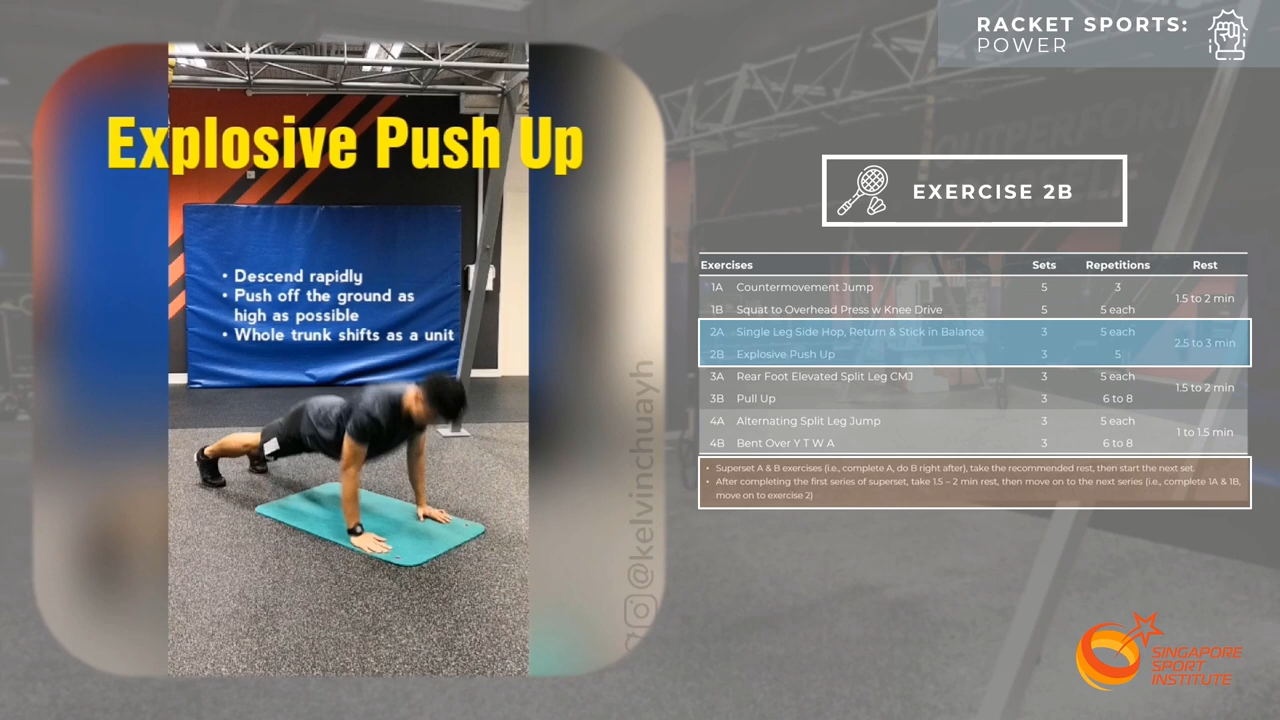 RACKET SPORTS:
POWER
Explosive Push Up
• Descend rapidly
• Push off the ground as
high as possible
• Whole trunk shifts as a unit
@kelvinchuayh
OUTPERFORM
YOURSELF
EXERCISE 2B
Exercises Sets Repetitions Rest
1A Countermovement Jump 5 3
1.5 to 2 min
1B Squat to Overhead Press w Knee Drive 5 5 each
2A Single Leg Side Hop, Return & Stick in Balance 3 5 each
2.5 to 3 min
2B Explosive Push Up 3 5
3A Rear Foot Elevated Split Leg CMJ 3 5 each
1.5 to 2 min
3B Pull Up 3 6 to 8
4A Alternating Split Leg Jump 3 5 each
1 to 1.5 min
4B Bent Over Y T W A 3 6 to 8
• Superset A & B exercises (i.e., complete A, do B right after), take the recommended rest, then start the next set.
• After completing the first series of superset, take 1.5 – 2 min rest, then move on to the next series (i.e., complete 1A & 1B,
move on to exercise 2)
SINGAPORE
SPORT
INSTITUTE